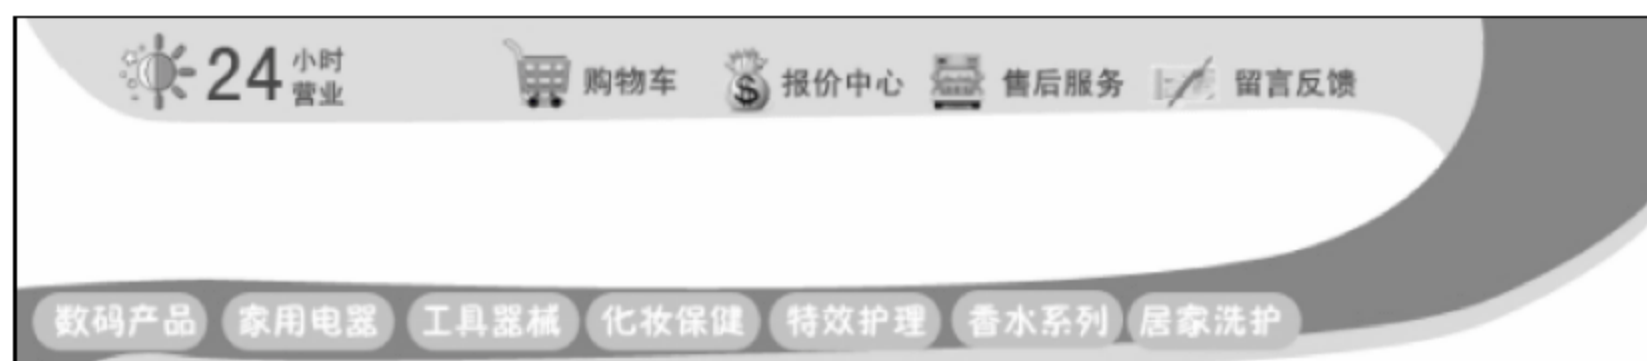 24 小时
营业
购物车 报价中心 售后服务 留言反馈
数码产品 家用电器 工具器械 化妆保健 特效护理 香水系列 居家洗护